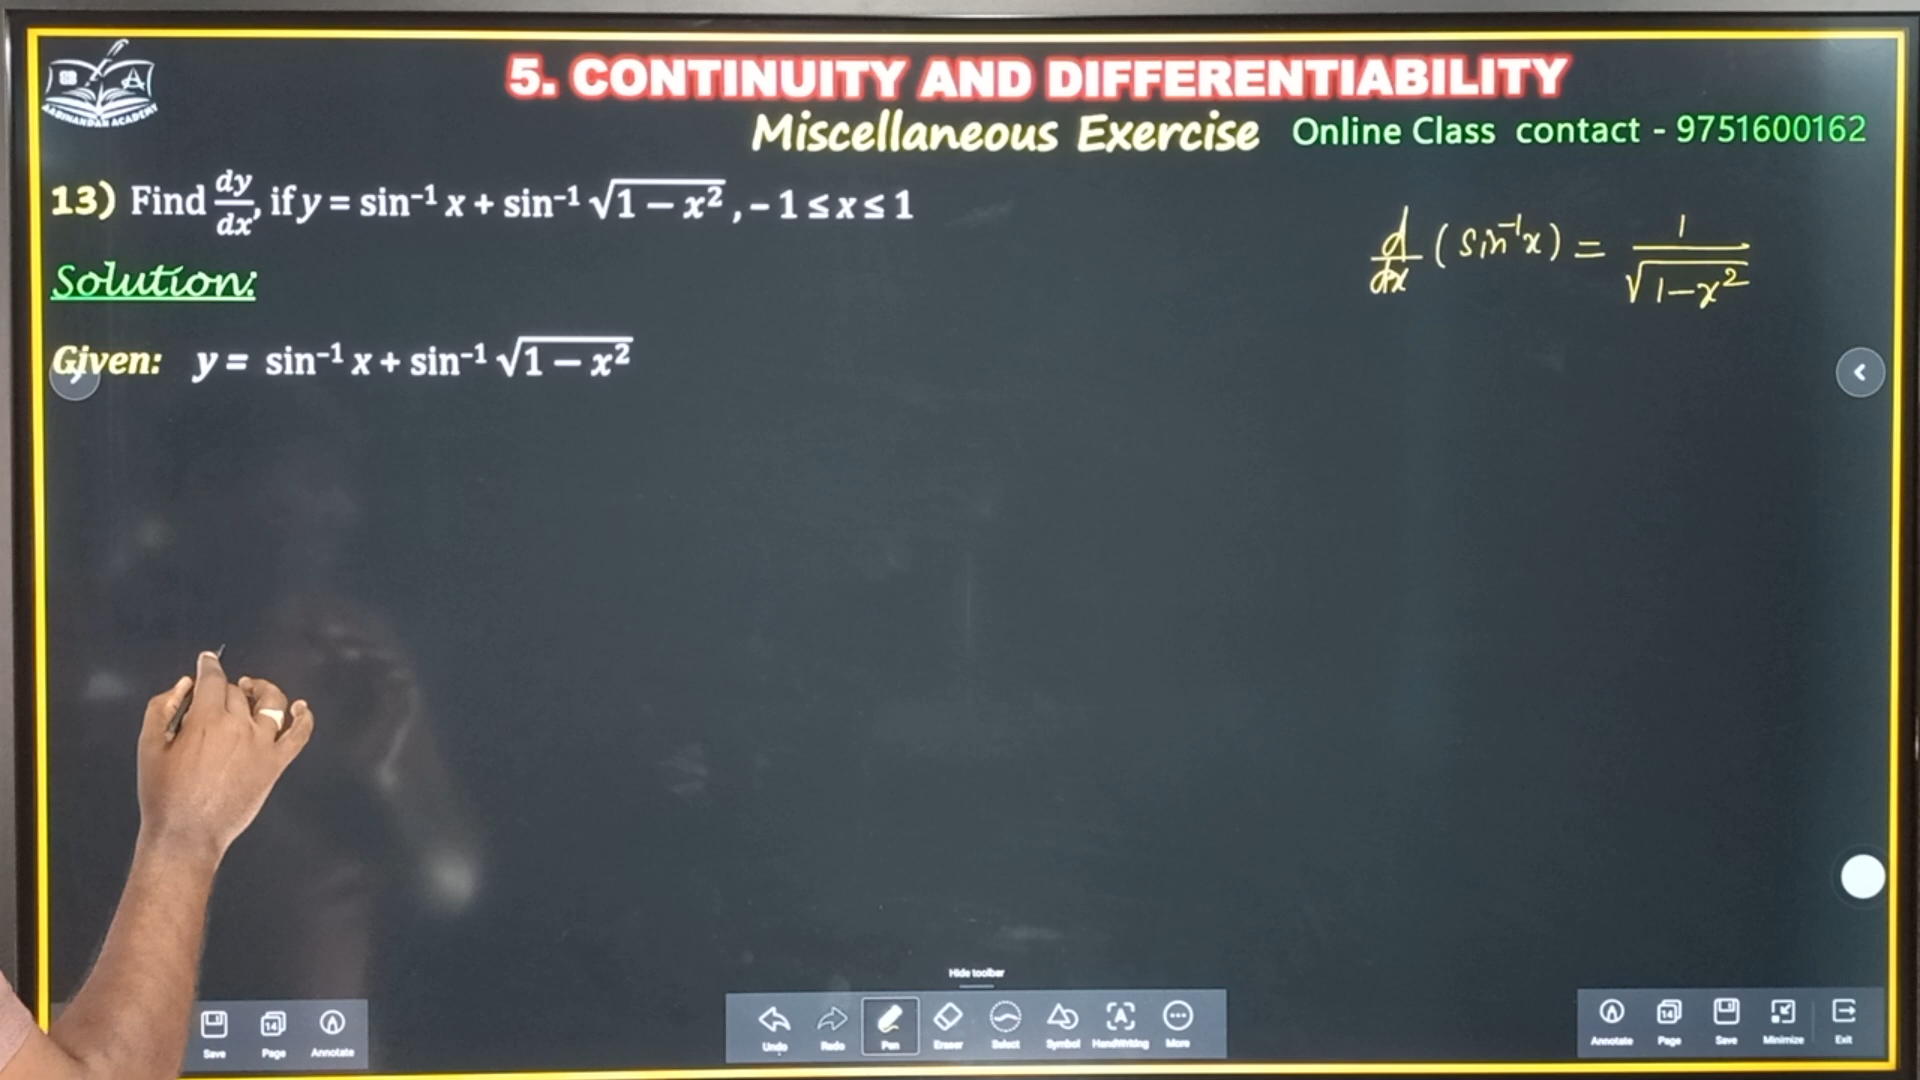 5. CONTINUITY AND DIFFERENTIABILITY
Miscellaneous Exercise Online Class contact - 9751600162
AADINANDAN ACADEMY
13) Find dy/dx, if y = sin⁻¹ x + sin⁻¹ √(1 − x²) , − 1 ≤ x ≤ 1
d/dx (sin⁻¹x) = 1/√(1−x²)
Solution:
Given: y = sin⁻¹ x + sin⁻¹ √(1 − x²)
Hide toolbar
Save Page Annotate
Undo Redo Pen Eraser Select Symbol HandWriting More
Annotate Page Save Minimize Exit